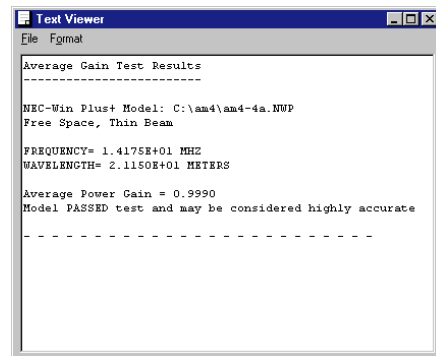 Text Viewer
File Format
Average Gain Test Results
-------------------------
NEC-Win Plus+ Model: C:\am4\am4-4a.NWP
Free Space, Thin Beam
FREQUENCY= 1.4175E+01 MHZ
WAVELENGTH= 2.1150E+01 METERS
Average Power Gain = 0.9990
Model PASSED test and may be considered highly accurate
- - - - - - - - - - - - - - - - - - - - - - - - -